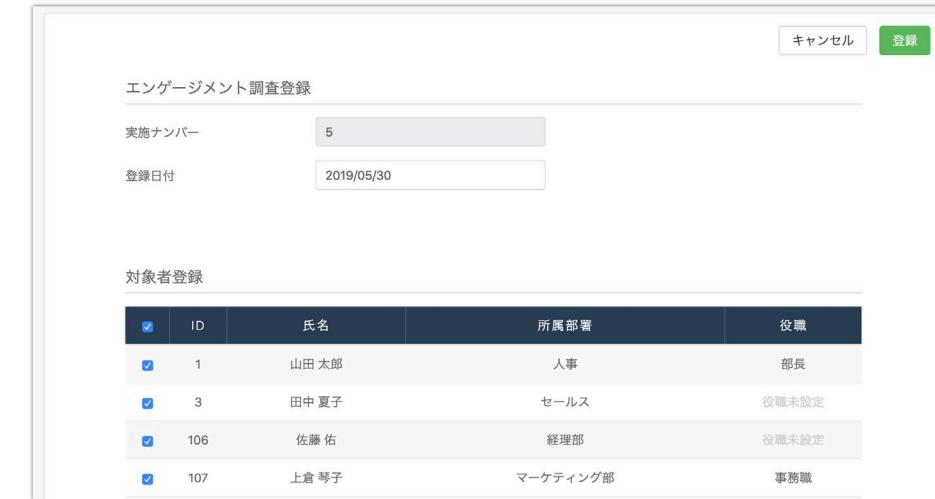 キャンセル 登録
エンゲージメント調査登録
実施ナンバー 5
登録日付 2019/05/30
対象者登録
ID 氏名 所属部署 役職
1 山田 太郎 人事 部長
3 田中 夏子 セールス 役職未設定
106 佐藤 佑 経理部 役職未設定
107 上倉 琴子 マーケティング部 事務職